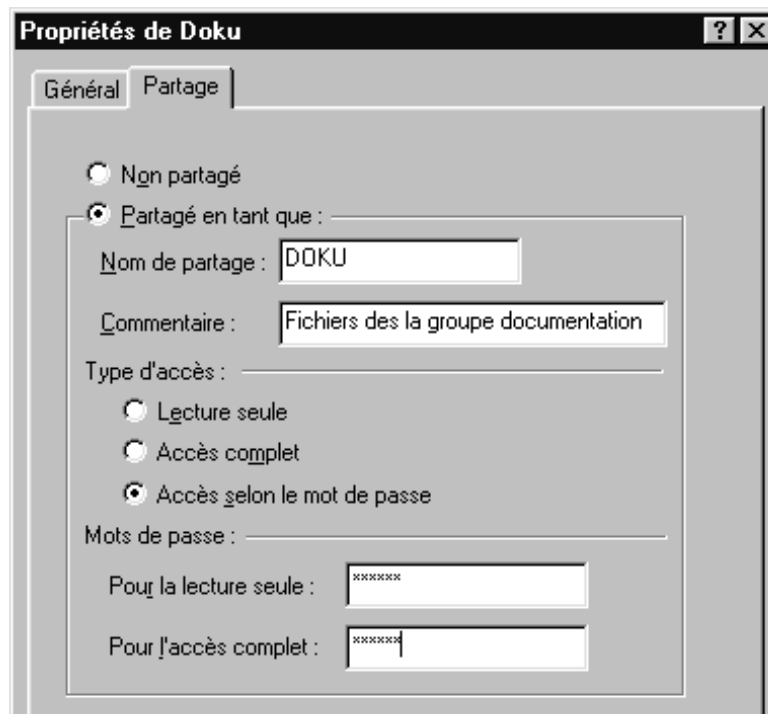 Propriétés de Doku
Général Partage
Non partagé
Partagé en tant que :
Nom de partage : DOKU
Commentaire : Fichiers des la groupe documentation
Type d'accès :
Lecture seule
Accès complet
Accès selon le mot de passe
Mots de passe :
Pour la lecture seule : ******
Pour l'accès complet : ******